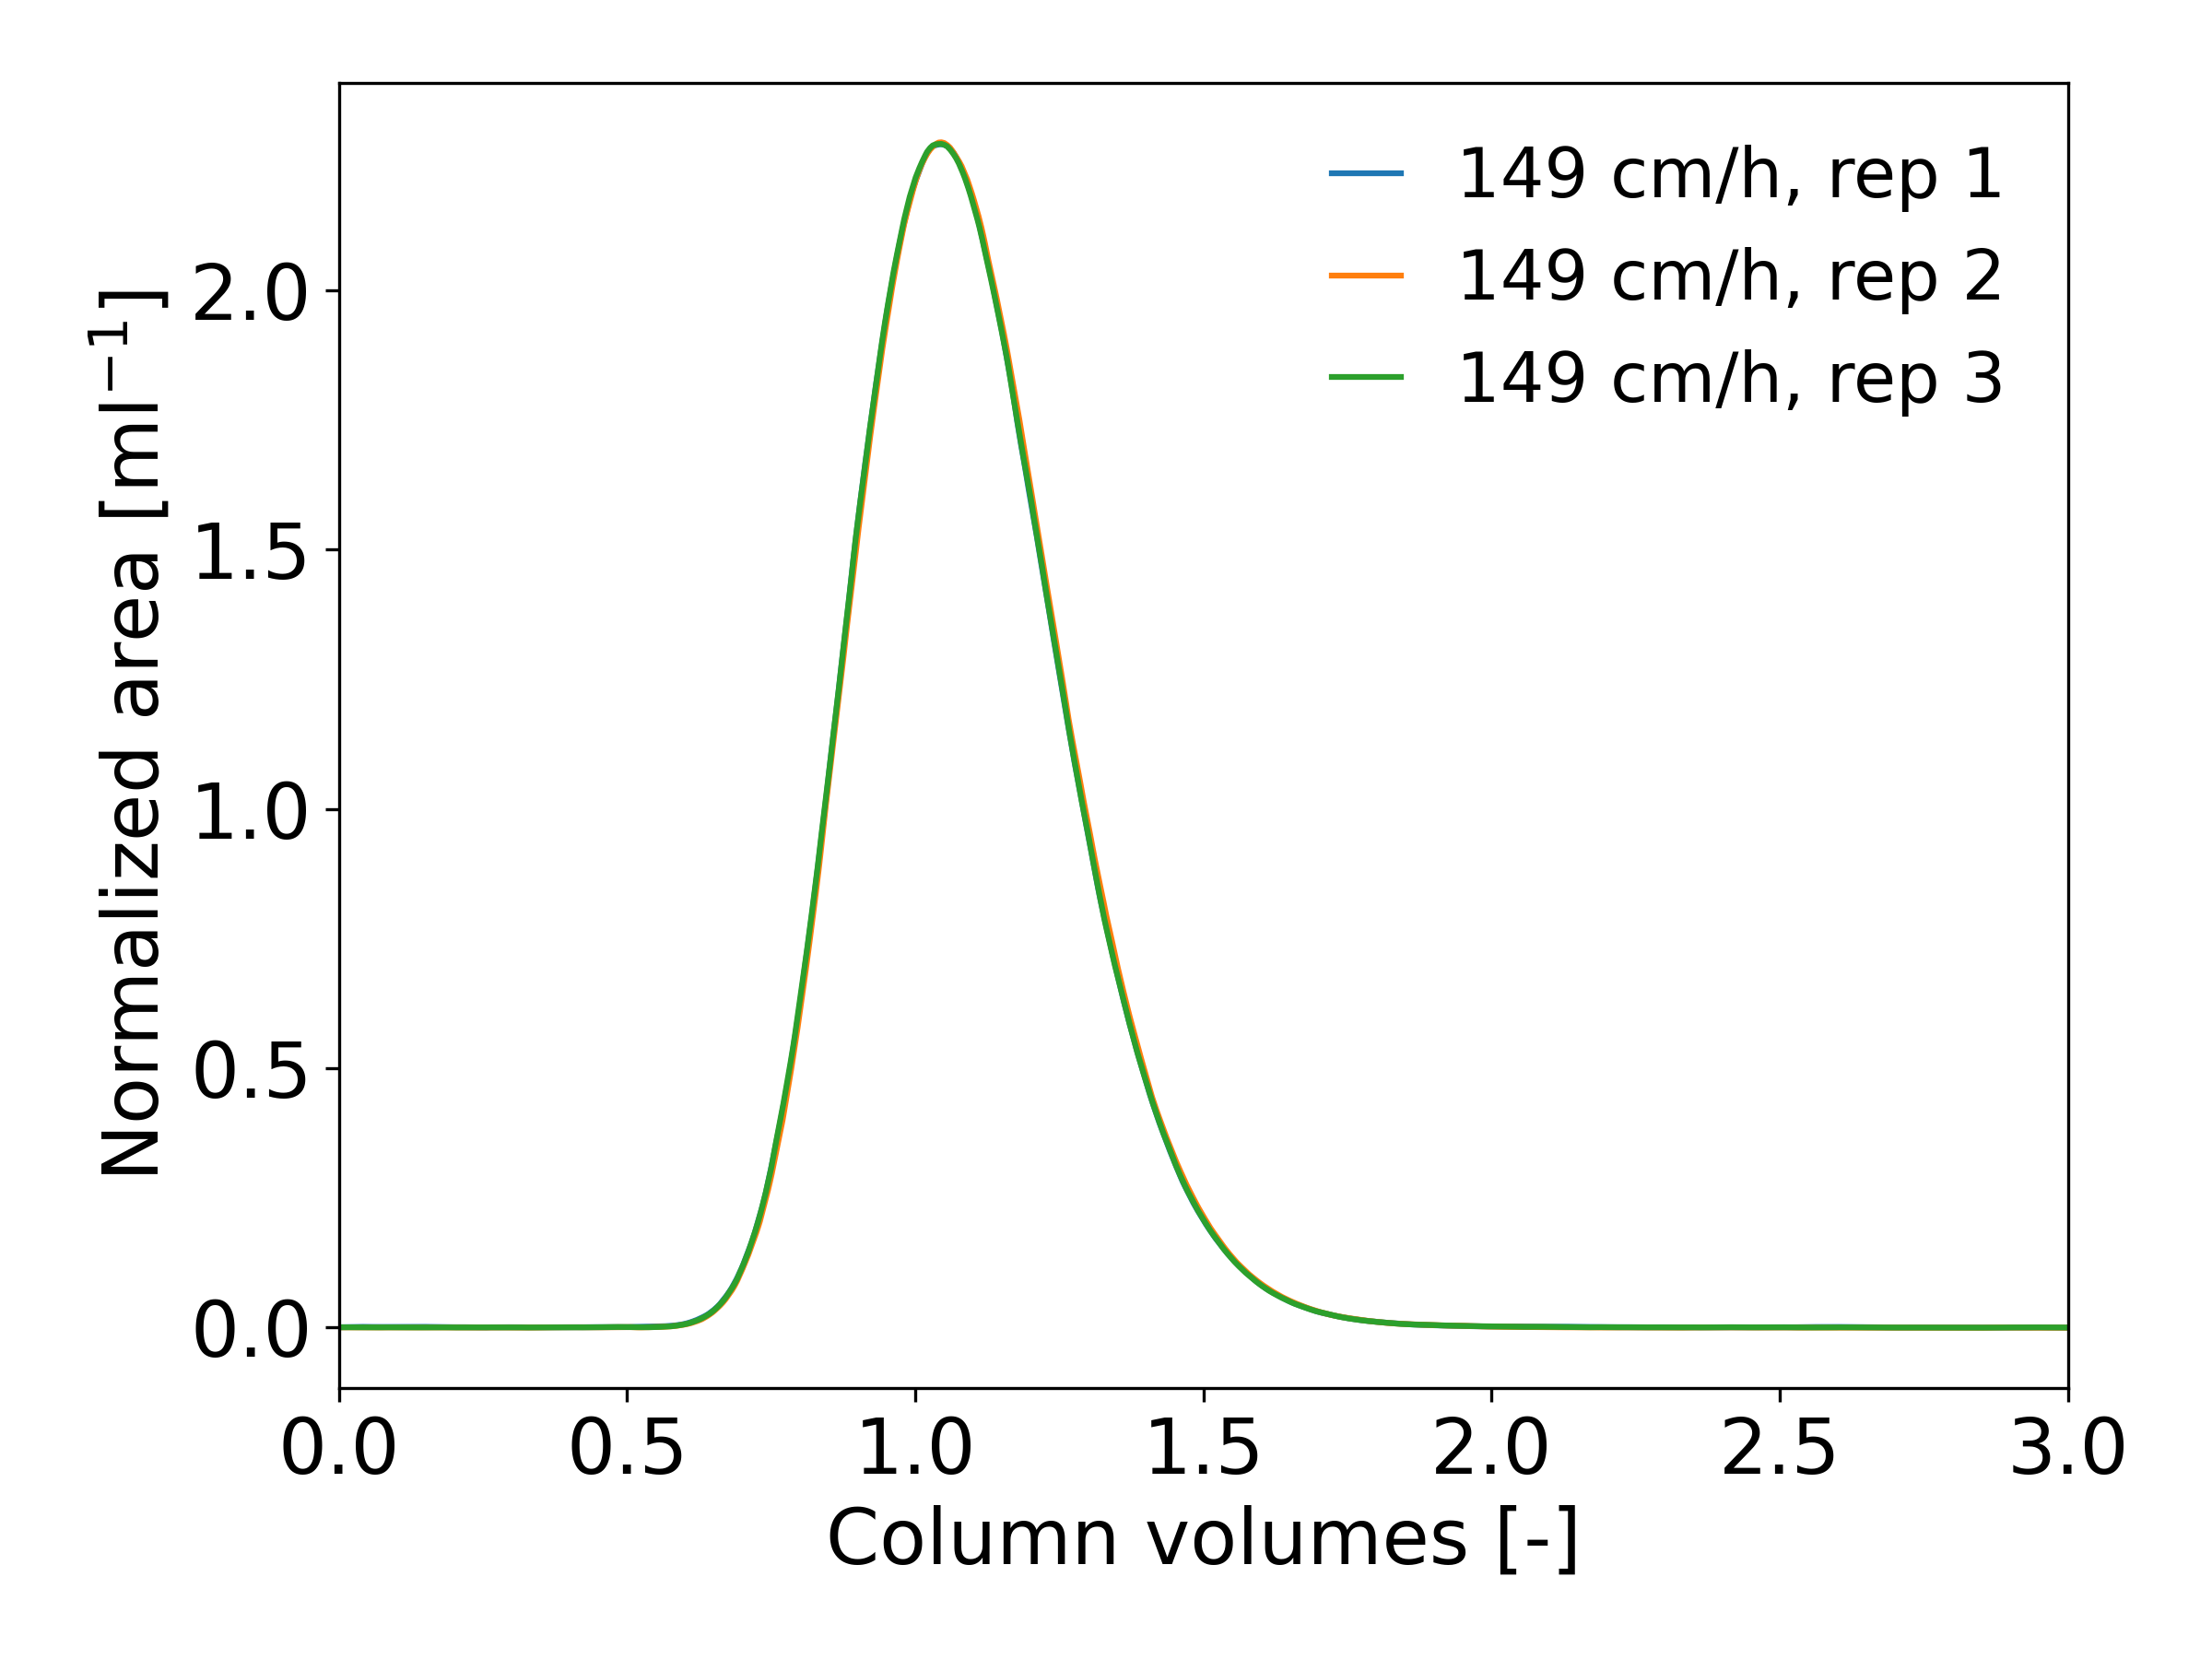 149 cm/h, rep 1
149 cm/h, rep 2
149 cm/h, rep 3
Normalized area [ml⁻¹]
2.0
1.5
1.0
0.5
0.0
0.0 0.5 1.0 1.5 2.0 2.5 3.0
Column volumes [-]